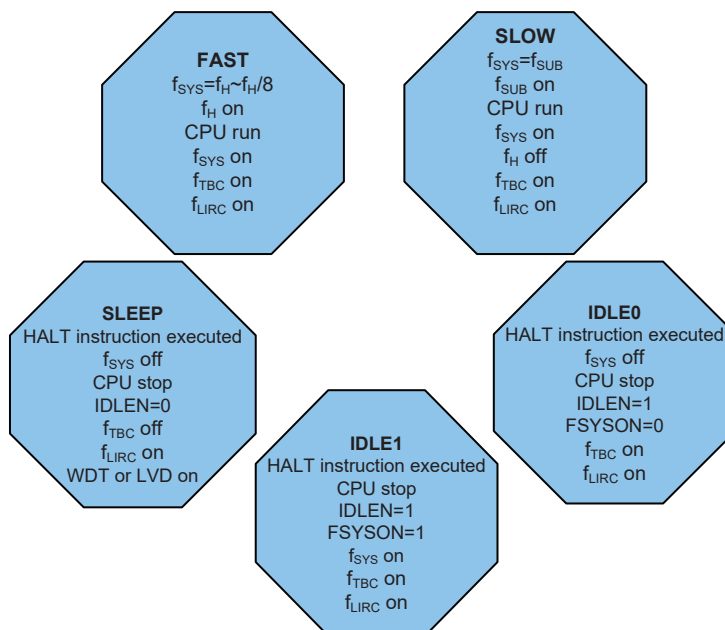 FAST
fSYS=fH~fH/8
fH on
CPU run
fSYS on
fTBC on
fLIRC on
SLOW
fSYS=fSUB
fSUB on
CPU run
fSYS on
fH off
fTBC on
fLIRC on
SLEEP
HALT instruction executed
fSYS off
CPU stop
IDLEN=0
fTBC off
fLIRC on
WDT or LVD on
IDLE1
HALT instruction executed
CPU stop
IDLEN=1
FSYSON=1
fSYS on
fTBC on
fLIRC on
IDLE0
HALT instruction executed
fSYS off
CPU stop
IDLEN=1
FSYSON=0
fTBC on
fLIRC on